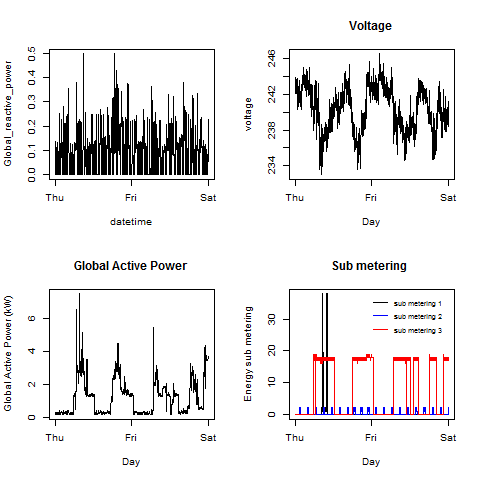 Global_reactive_power
0.0 0.1 0.2 0.3 0.4 0.5
Thu Fri Sat
datetime
Voltage
voltage
234 238 242 246
Thu Fri Sat
Day
Global Active Power
Global Active Power (kW)
0 2 4 6
Thu Fri Sat
Day
Sub metering
Energy sub metering
0 10 20 30
sub metering 1
sub metering 2
sub metering 3
Thu Fri Sat
Day